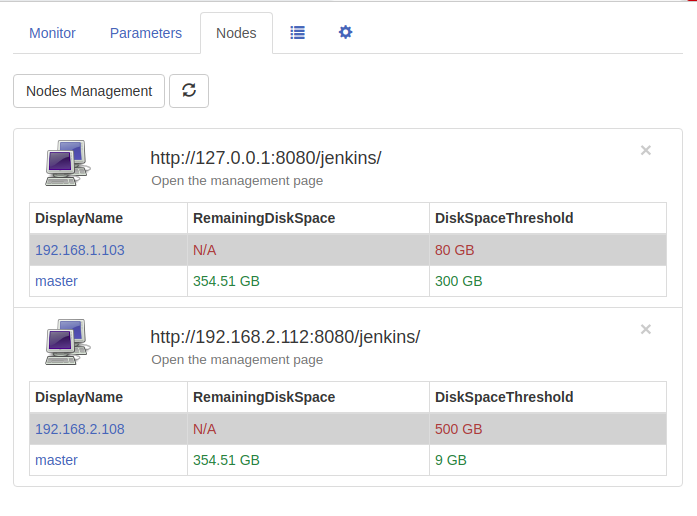 Monitor Parameters Nodes
Nodes Management
http://127.0.0.1:8080/jenkins/
Open the management page
DisplayName RemainingDiskSpace DiskSpaceThreshold
192.168.1.103 N/A 80 GB
master 354.51 GB 300 GB
http://192.168.2.112:8080/jenkins/
Open the management page
DisplayName RemainingDiskSpace DiskSpaceThreshold
192.168.2.108 N/A 500 GB
master 354.51 GB 9 GB